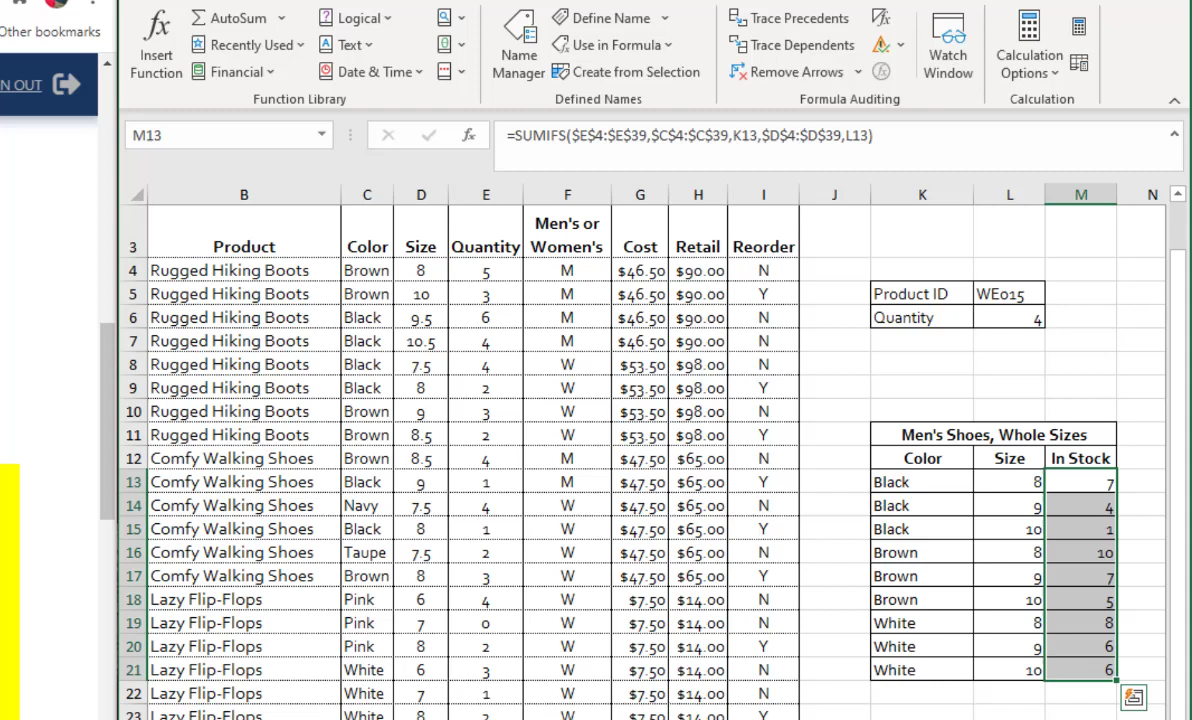 Other bookmarks
N OUT
fx
Insert
Function
AutoSum
Recently Used
Financial
Logical
Text
Date & Time
Function Library
Name
Manager
Define Name
Use in Formula
Create from Selection
Defined Names
Trace Precedents
Trace Dependents
Remove Arrows
Formula Auditing
Watch
Window
Calculation
Options
Calculation
M13 fx =SUMIFS($E$4:$E$39,$C$4:$C$39,K13,$D$4:$D$39,L13)
B C D E F G H I J K L M N
3 Product Color Size Quantity Men's or Women's Cost Retail Reorder
4 Rugged Hiking Boots Brown 8 5 M $46.50 $90.00 N
5 Rugged Hiking Boots Brown 10 3 M $46.50 $90.00 Y Product ID WE015
6 Rugged Hiking Boots Black 9.5 6 M $46.50 $90.00 N Quantity 4
7 Rugged Hiking Boots Black 10.5 4 M $46.50 $90.00 N
8 Rugged Hiking Boots Black 7.5 4 W $53.50 $98.00 N
9 Rugged Hiking Boots Black 8 2 W $53.50 $98.00 Y
10 Rugged Hiking Boots Brown 9 3 W $53.50 $98.00 N
11 Rugged Hiking Boots Brown 8.5 2 W $53.50 $98.00 Y Men's Shoes, Whole Sizes
12 Comfy Walking Shoes Brown 8.5 4 M $47.50 $65.00 N Color Size In Stock
13 Comfy Walking Shoes Black 9 1 M $47.50 $65.00 Y Black 8 7
14 Comfy Walking Shoes Navy 7.5 4 W $47.50 $65.00 N Black 9 4
15 Comfy Walking Shoes Black 8 1 W $47.50 $65.00 Y Black 10 1
16 Comfy Walking Shoes Taupe 7.5 2 W $47.50 $65.00 N Brown 8 10
17 Comfy Walking Shoes Brown 8 3 W $47.50 $65.00 Y Brown 9 7
18 Lazy Flip-Flops Pink 6 4 W $7.50 $14.00 N Brown 10 5
19 Lazy Flip-Flops Pink 7 0 W $7.50 $14.00 N White 8 8
20 Lazy Flip-Flops Pink 8 2 W $7.50 $14.00 Y White 9 6
21 Lazy Flip-Flops White 6 3 W $7.50 $14.00 N White 10 6
22 Lazy Flip-Flops White 7 1 W $7.50 $14.00 N
23 Lazy Flip-Flops White 8 2 W $7.50 $14.00 Y